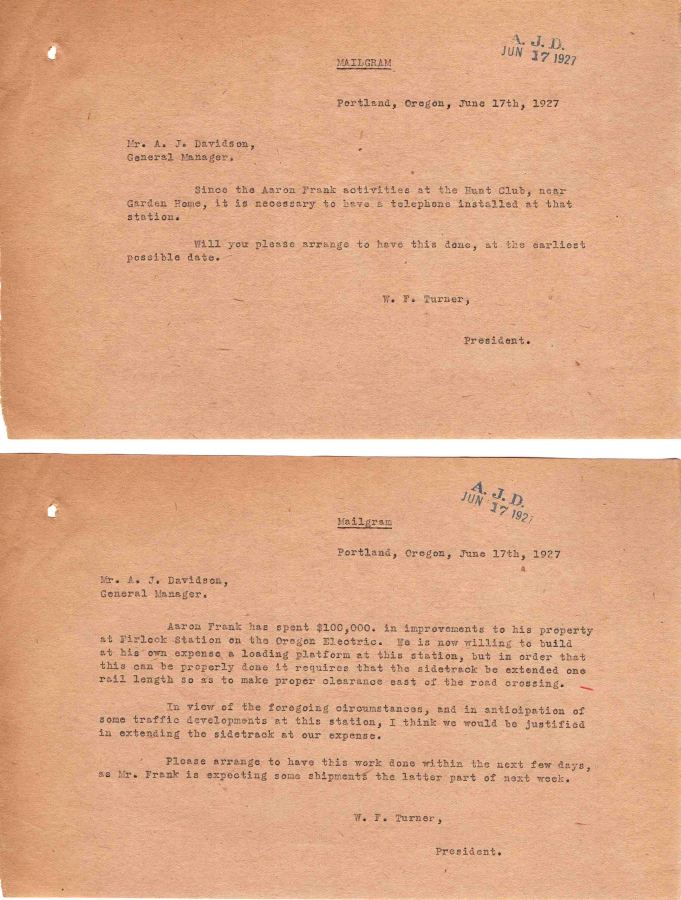 A. J. D.
JUN 17 1927
MAILGRAM
Portland, Oregon, June 17th, 1927
Mr. A. J. Davidson,
General Manager.
Since the Aaron Frank activities at the Hunt Club, near
Garden Home, it is necessary to have a telephone installed at that
station.
Will you please arrange to have this done, at the earliest
possible date.
W. F. Turner,
President.
A. J. D.
JUN 17 1927
Mailgram
Portland, Oregon, June 17th, 1927
Mr. A. J. Davidson,
General Manager.
Aaron Frank has spent $100,000. in improvements to his property
at Firlock Station on the Oregon Electric. He is now willing to build
at his own expense a loading platform at this station, but in order that
this can be properly done it requires that the sidetrack be extended one
rail length so as to make proper clearance east of the road crossing.
In view of the foregoing circumstances, and in anticipation of
some traffic developments at this station, I think we would be justified
in extending the sidetrack at our expense.
Please arrange to have this work done within the next few days,
as Mr. Frank is expecting some shipments the latter part of next week.
W. F. Turner,
President.